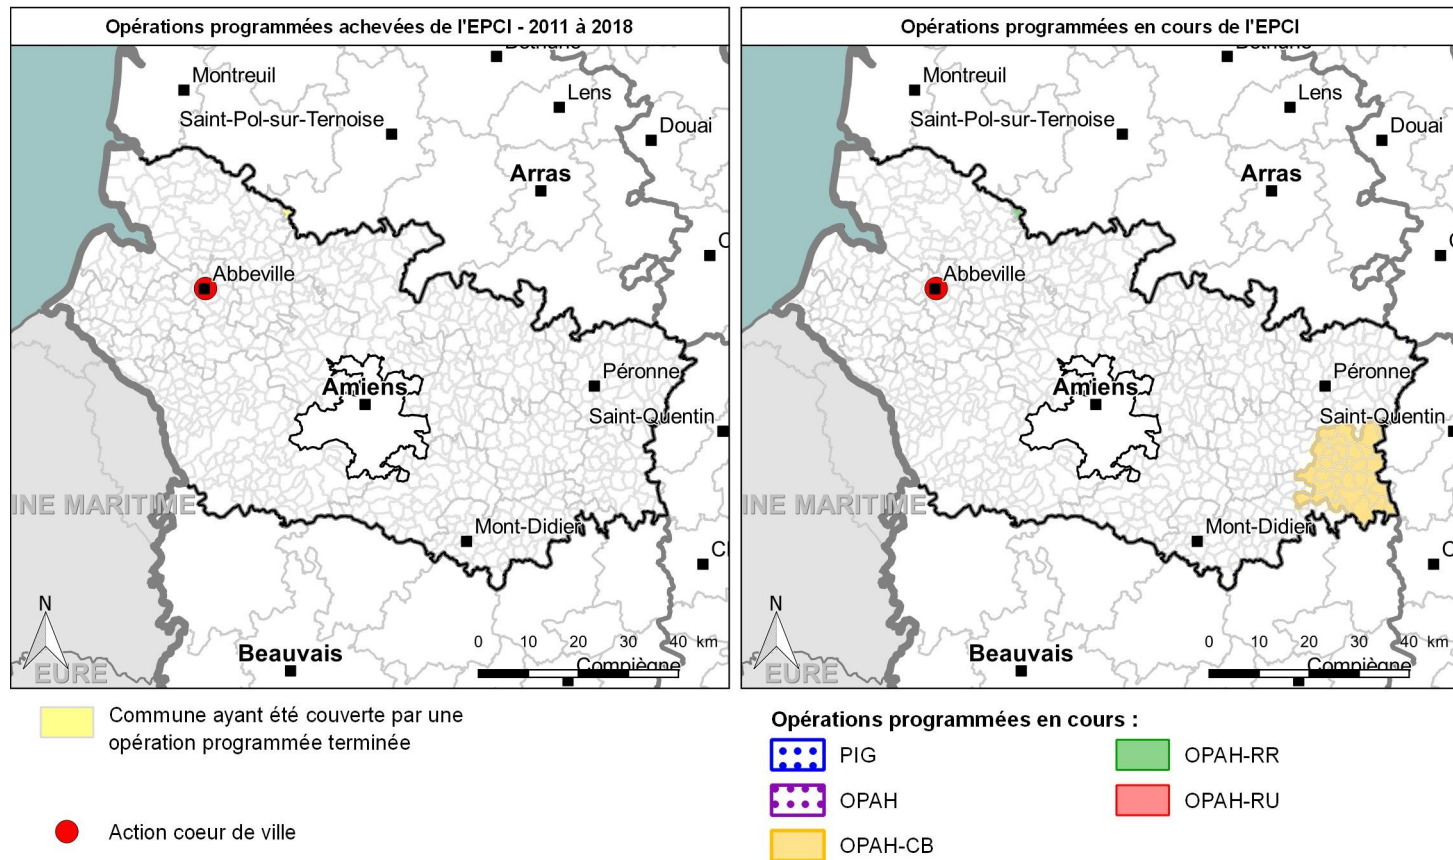 Opérations programmées achevées de l'EPCI - 2011 à 2018
Montreuil
Lens
Saint-Pol-sur-Ternoise
Douai
Arras
Abbeville
Péronne
Amiens
Saint-Quentin
INE MARITIME
Mont-Didier
N
0 10 20 30 40 km
Beauvais
Compiègne
EURE
Commune ayant été couverte par une
opération programmée terminée
Action coeur de ville
Opérations programmées en cours de l'EPCI
Montreuil
Lens
Saint-Pol-sur-Ternoise
Douai
Arras
Abbeville
Péronne
Amiens
Saint-Quentin
INE MARITIME
Mont-Didier
N
0 10 20 30 40 km
Beauvais
Compiègne
EURE
Opérations programmées en cours :
PIG
OPAH-RR
OPAH
OPAH-RU
OPAH-CB